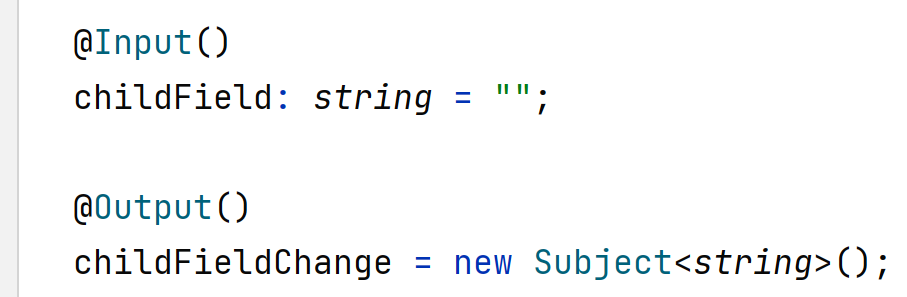 @Input()
childField: string = "";
@Output()
childFieldChange = new Subject<string>();